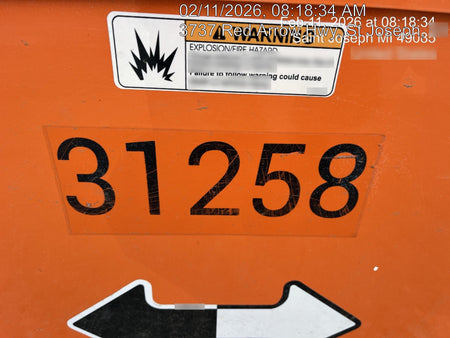 02/11/2026, 08:18:34 AM
Feb 11, 2026 at 08:18:34
3737 Red Arrow Hwy, St. Joseph,
Saint Joseph MI 49085
WARNING
EXPLOSION/FIRE HAZARD
Failure to follow warning could cause
31258